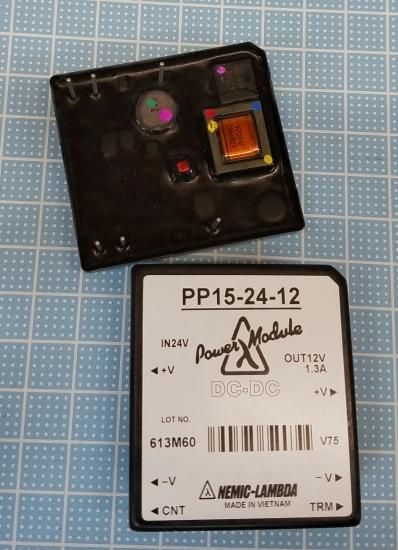 PP15-24-12
Power Module
IN24V
OUT12V
1.3A
DC-DC
+V
+V
LOT NO.
613M60
V75
-V
-V
NEMIC-LAMBDA
MADE IN VIETNAM
CNT
TRM